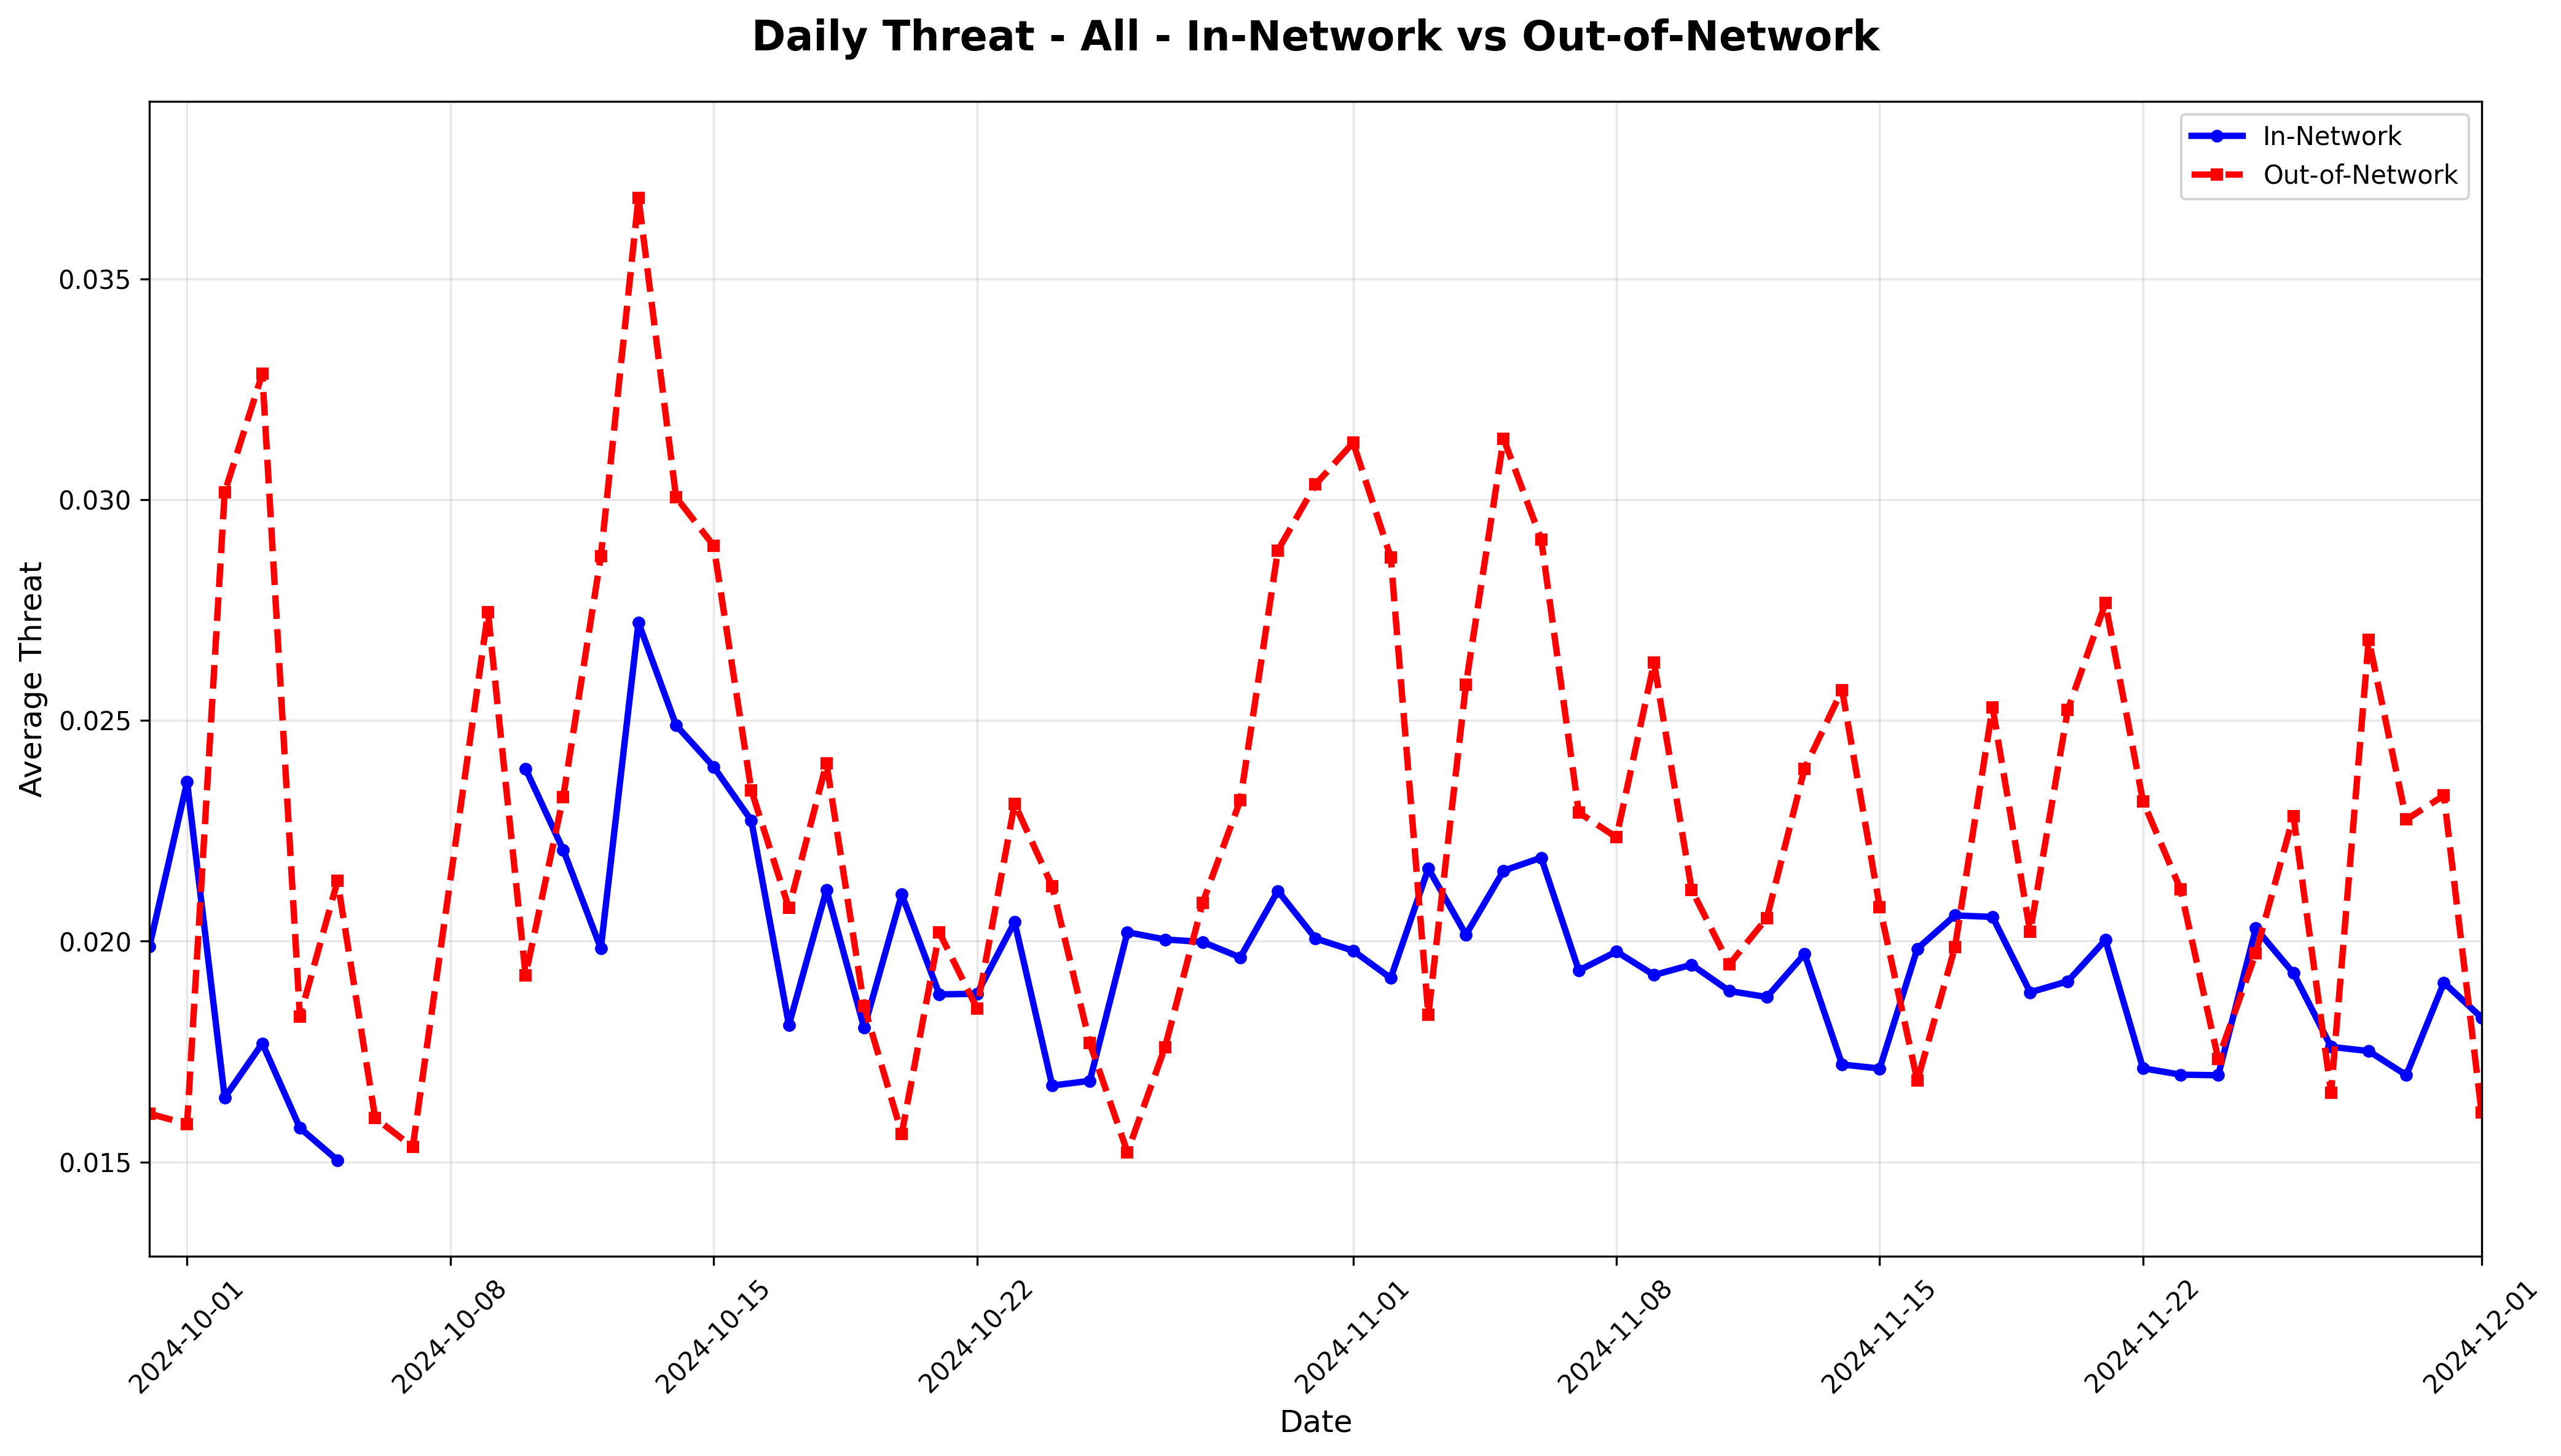 Daily Threat - All - In-Network vs Out-of-Network
In-Network
Out-of-Network
Average Threat
0.035
0.030
0.025
0.020
0.015
2024-10-01
2024-10-08
2024-10-15
2024-10-22
2024-11-01
2024-11-08
2024-11-15
2024-11-22
2024-12-01
Date